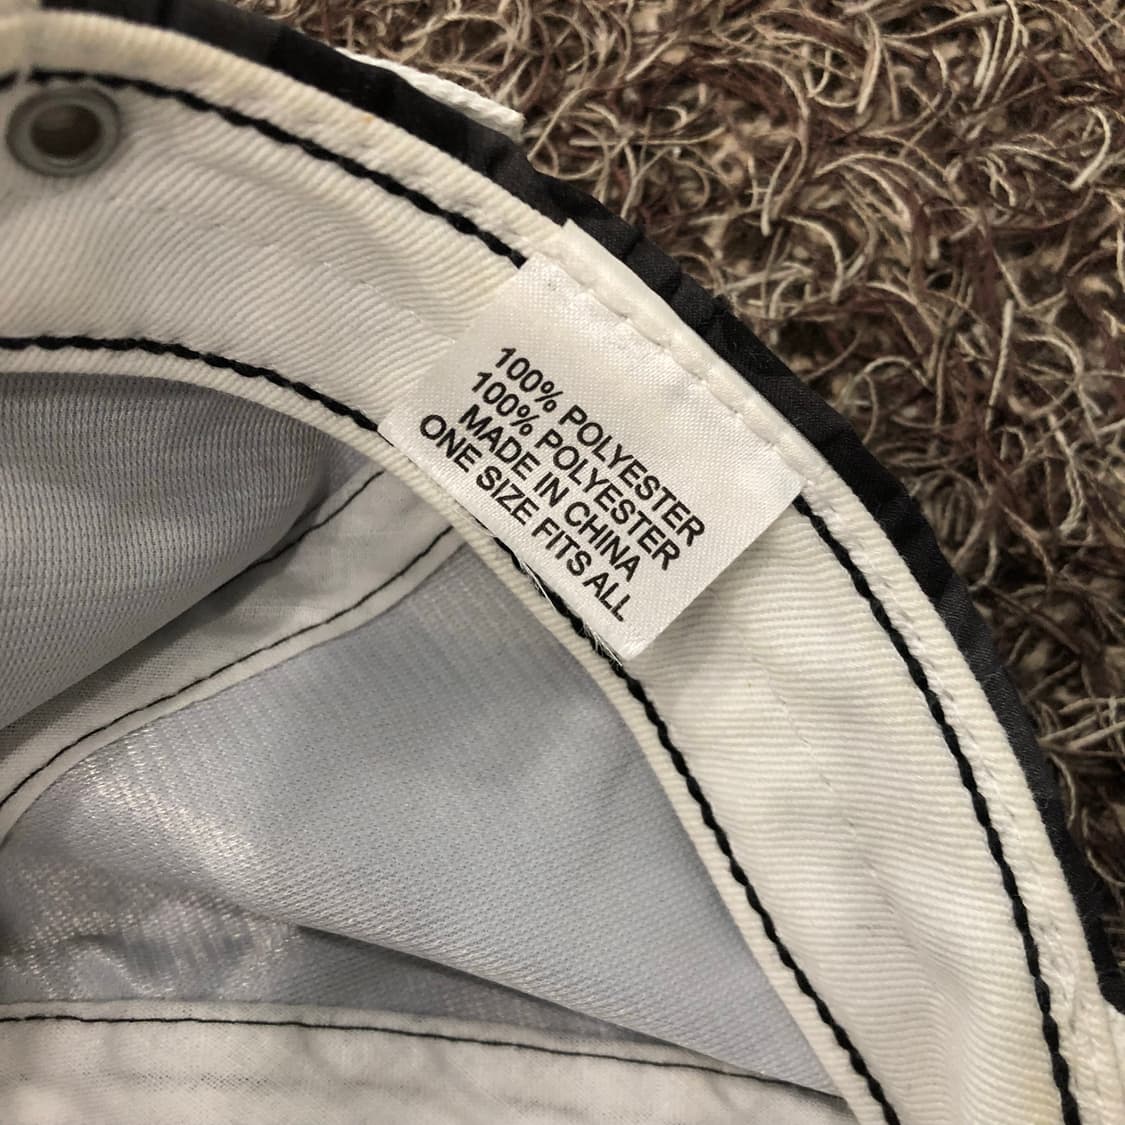 100% POLYESTER
100% POLYESTER
MADE IN CHINA
ONE SIZE FITS ALL